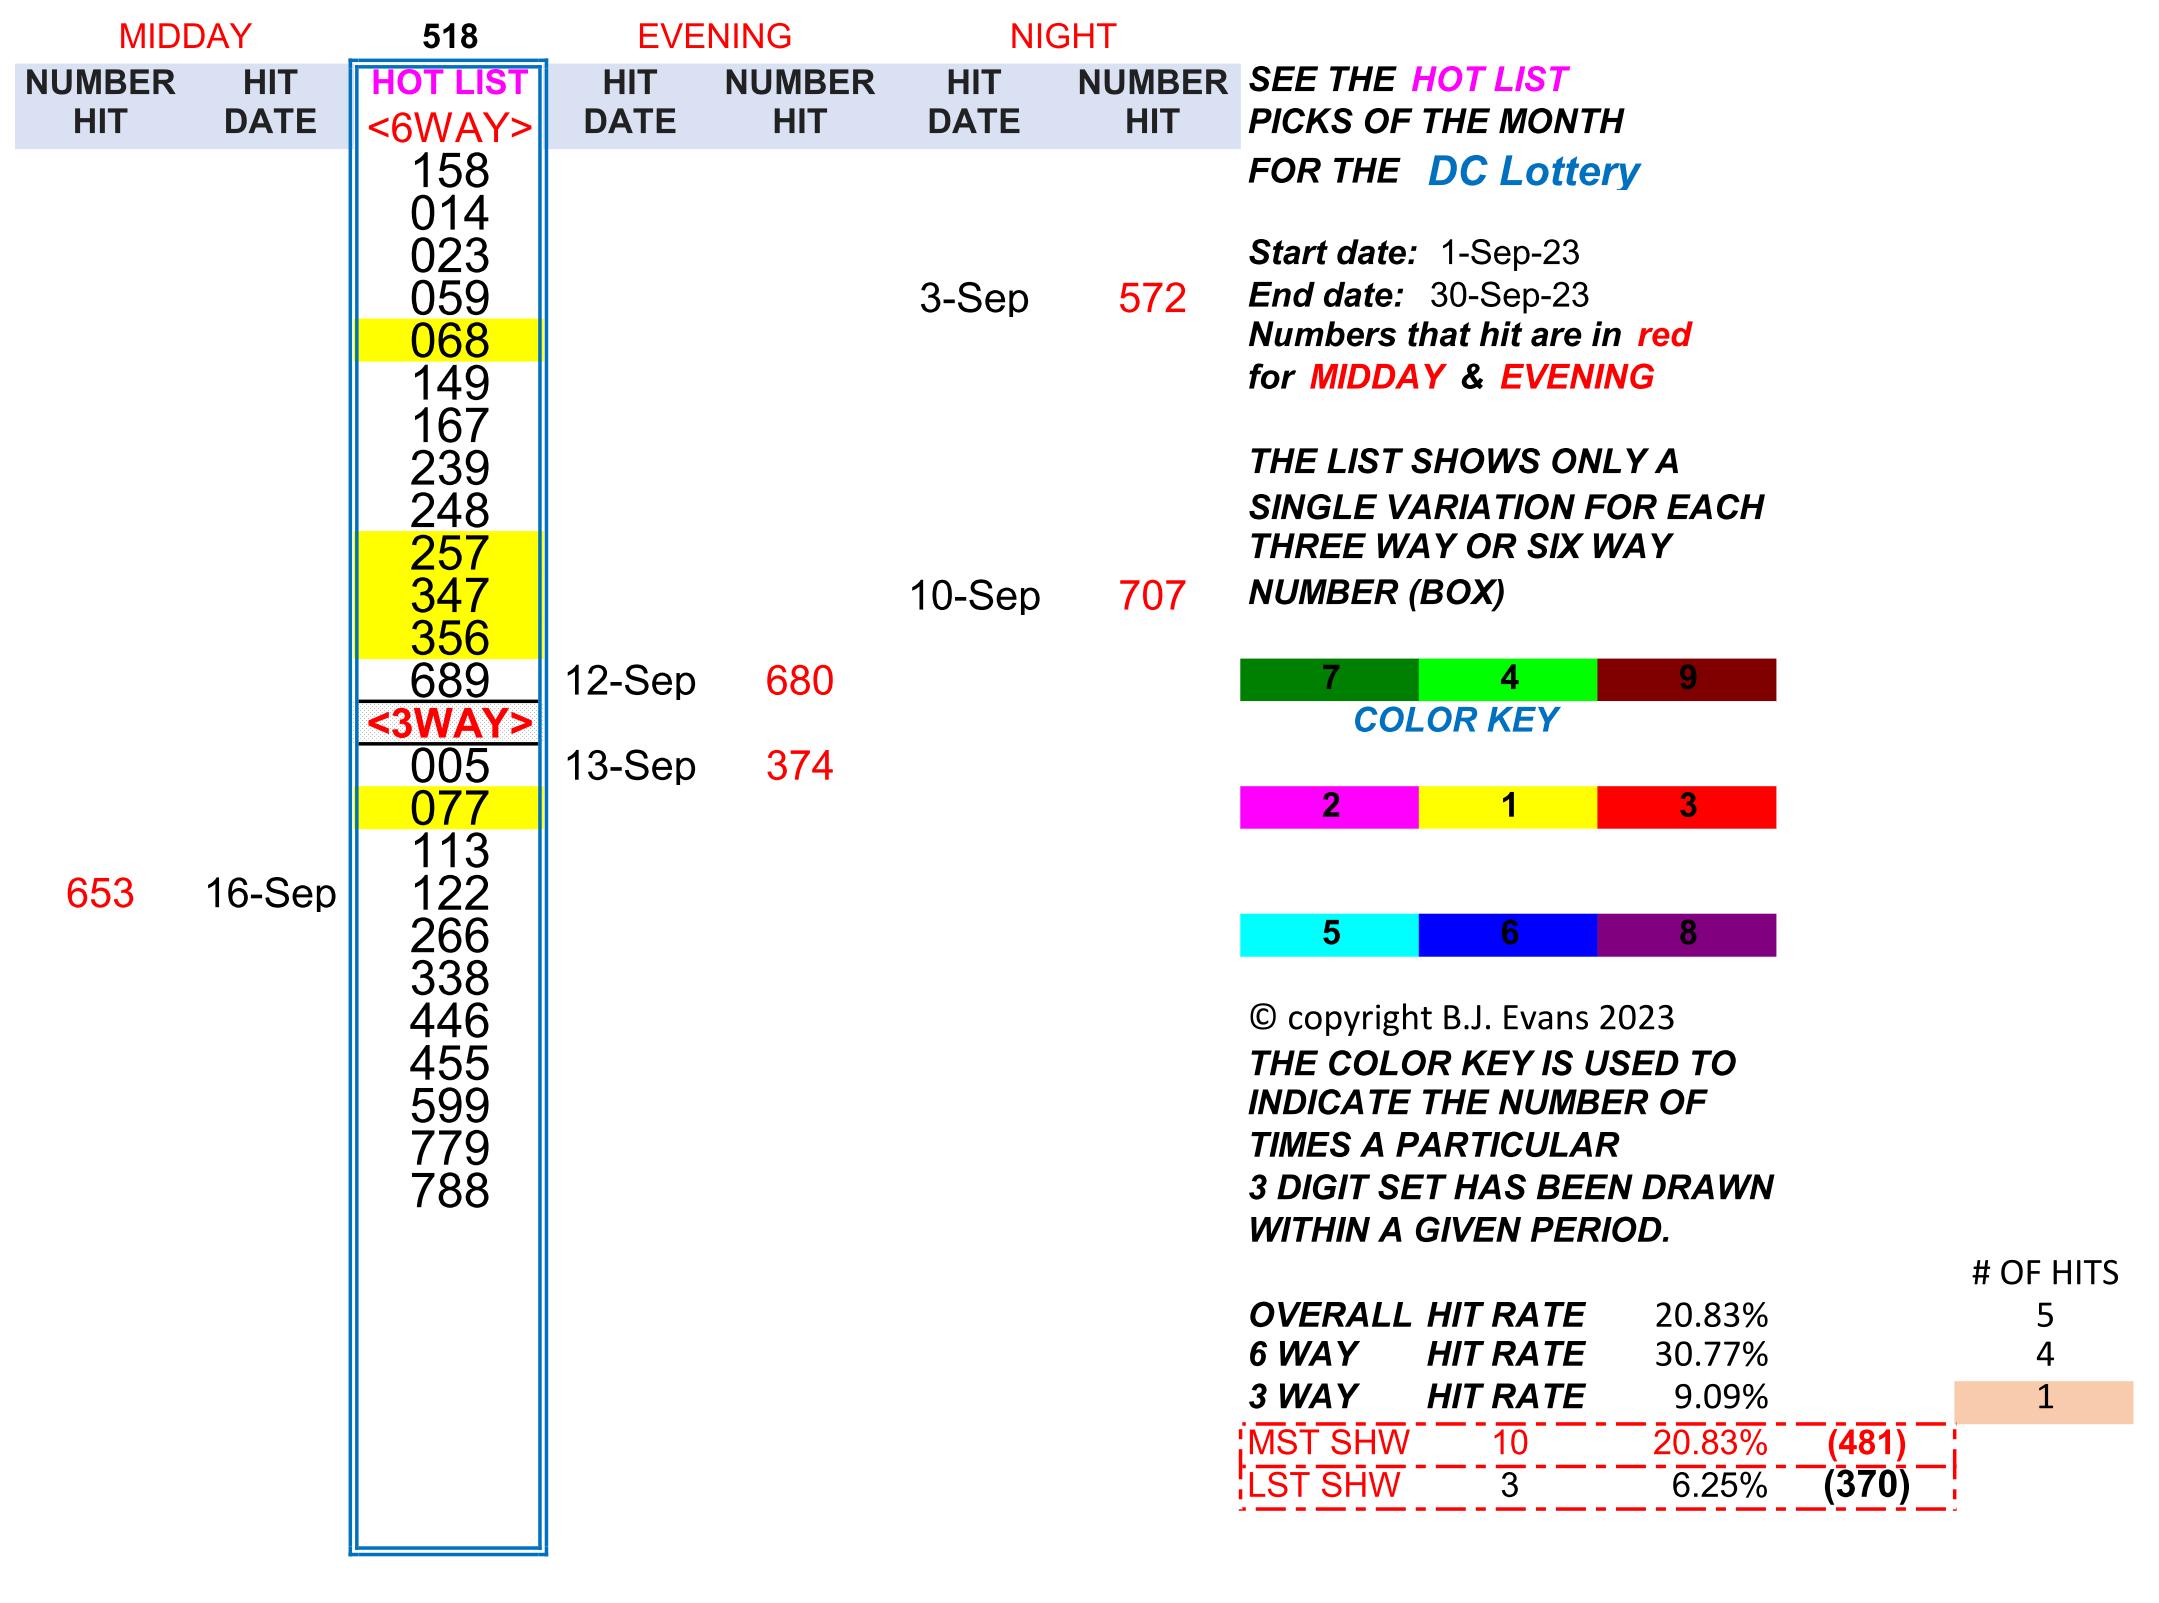 MIDDAY 518 EVENING NIGHT
NUMBER HIT HOT LIST HIT NUMBER HIT NUMBER SEE THE HOT LIST
HIT DATE <6WAY> DATE HIT DATE HIT PICKS OF THE MONTH
158 FOR THE DC Lottery
014
023 Start date: 1-Sep-23
059 3-Sep 572 End date: 30-Sep-23
068 Numbers that hit are in red
149 for MIDDAY & EVENING
167
239 THE LIST SHOWS ONLY A
248 SINGLE VARIATION FOR EACH
257 THREE WAY OR SIX WAY
347 10-Sep 707 NUMBER (BOX)
356
689 12-Sep 680 7 4 9
<3WAY> COLOR KEY
005 13-Sep 374
077 2 1 3
113
653 16-Sep 122
266 5 6 8
338
446 © copyright B.J. Evans 2023
455 THE COLOR KEY IS USED TO
599 INDICATE THE NUMBER OF
779 TIMES A PARTICULAR
788 3 DIGIT SET HAS BEEN DRAWN
WITHIN A GIVEN PERIOD.
# OF HITS
OVERALL HIT RATE 20.83% 5
6 WAY HIT RATE 30.77% 4
3 WAY HIT RATE 9.09% 1
MST SHW 10 20.83% (481)
LST SHW 3 6.25% (370)